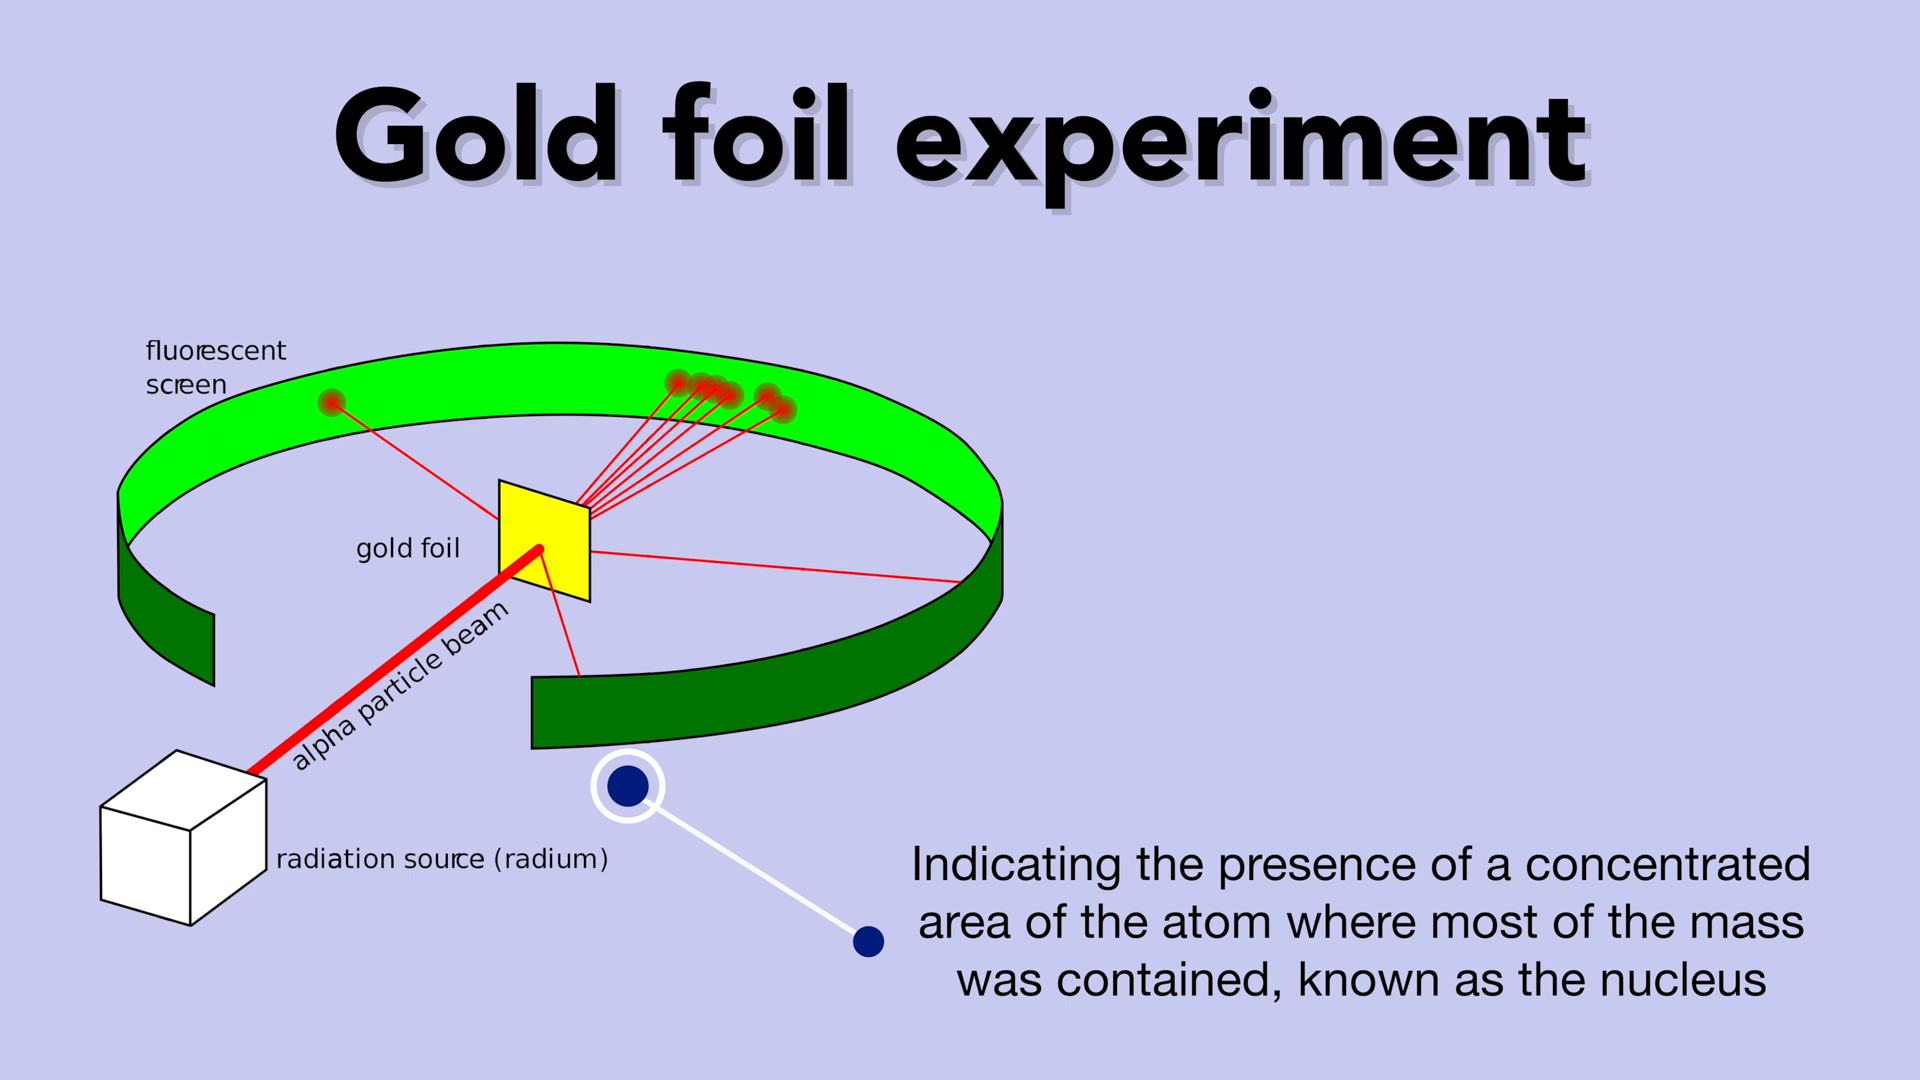 Gold foil experiment
fluorescent
screen
gold foil
alpha particle beam
radiation source (radium)
Indicating the presence of a concentrated
area of the atom where most of the mass
was contained, known as the nucleus